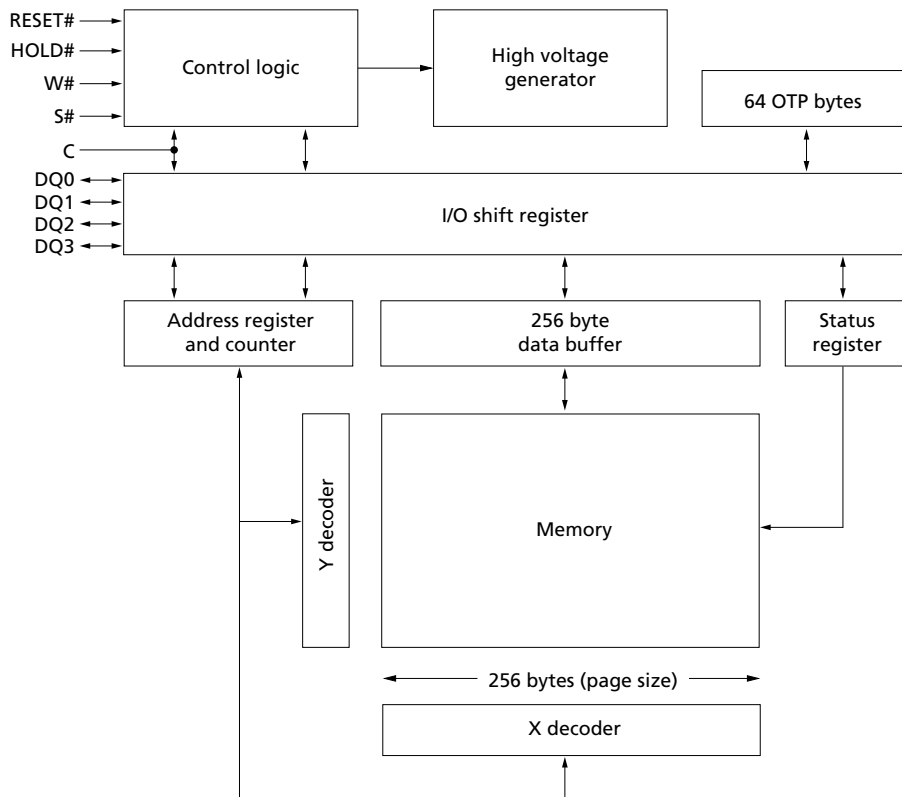 RESET#
HOLD#
W#
S#
C
DQ0
DQ1
DQ2
DQ3
Control logic
High voltage
generator
64 OTP bytes
I/O shift register
Address register
and counter
256 byte
data buffer
Status
register
Y decoder
Memory
256 bytes (page size)
X decoder